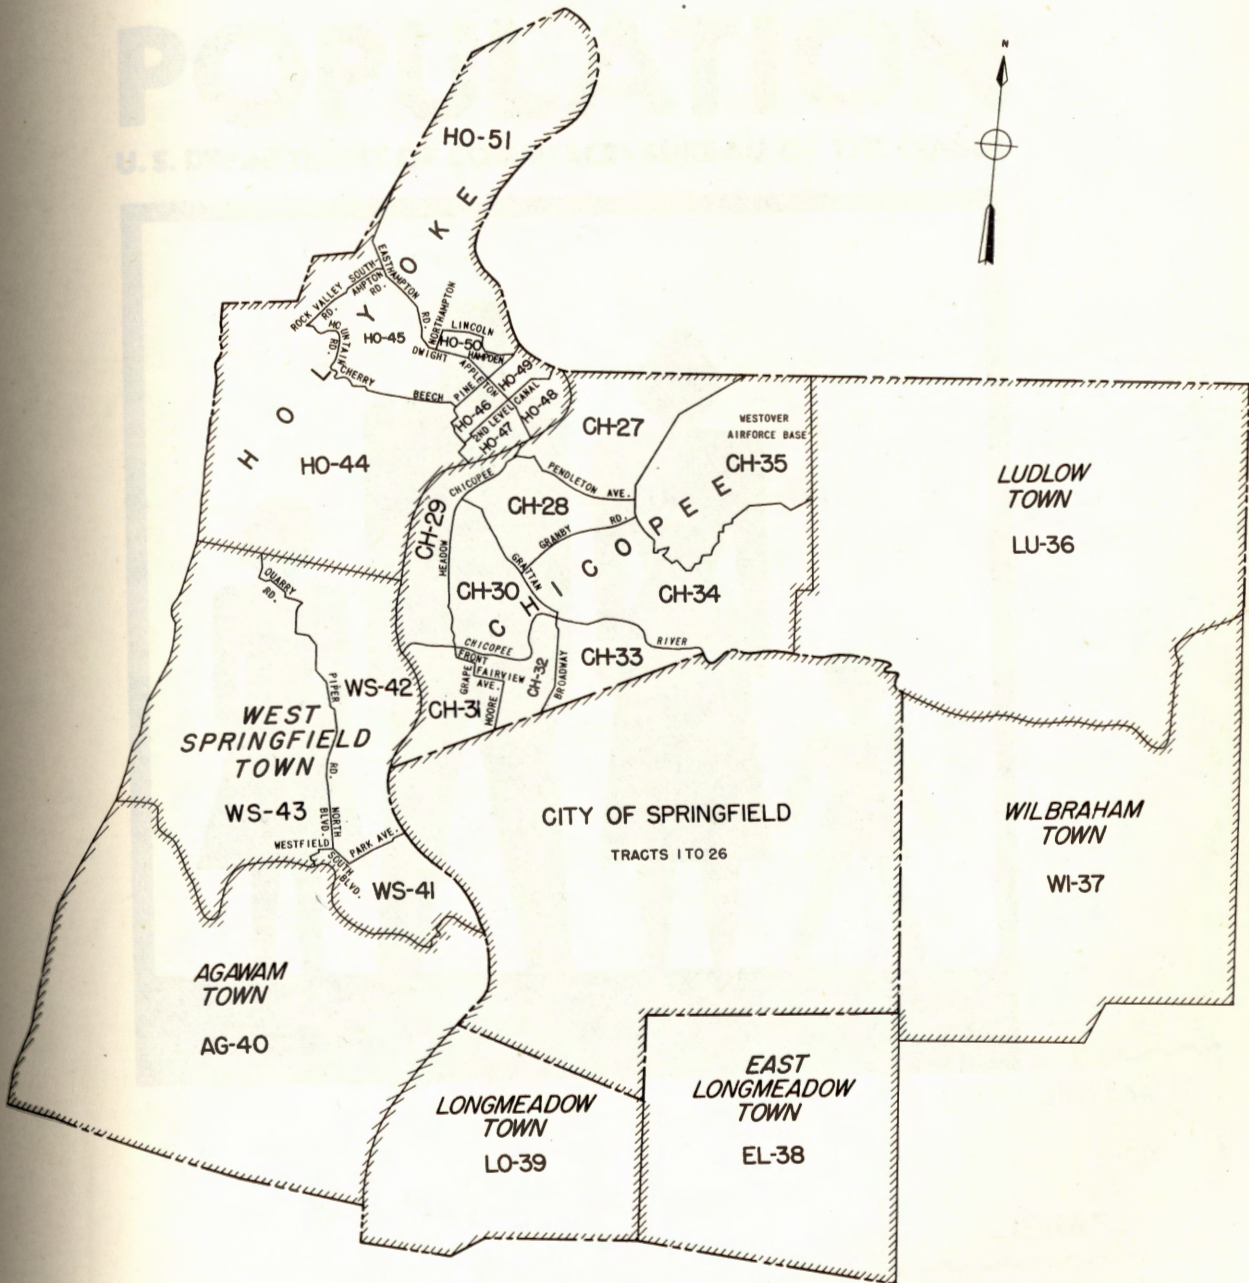 POPULATION
N
HO-51
HOLYOKE
EASTHAMPTON
RD.
ROCK VALLEY
RD.
SOUTH-
AMPTON
RD.
MOUNTAIN
RD.
HO-45
NORTHAMPTON
LINCOLN
HO-50
HAMPDEN
DWIGHT
APPLETON
CHERRY
BEECH
PINE
HO-49
HO-46
2ND LEVEL CANAL
HO-48
HO-47
HO-44
CH-27
WESTOVER
AIRFORCE BASE
CH-35
CHICOPEE
PENDLETON AVE.
CH-28
CH-29
MEADOW
GRANBY RD.
GRATTAN
CHICOPEE
CH-30
CH-34
CHICOPEE
RIVER
FRONT
GRAPE
FAIRVIEW
AVE.
MOORE
CH-31
CH-32
BROADWAY
CH-33
LUDLOW
TOWN
LU-36
QUARRY
RD.
PIPER
RD.
WS-42
WEST
SPRINGFIELD
TOWN
WS-43
NORTH
BLVD.
WESTFIELD
SOUTH
BLVD.
PARK AVE.
WS-41
CITY OF SPRINGFIELD
TRACTS 1 TO 26
WILBRAHAM
TOWN
WI-37
AGAWAM
TOWN
AG-40
LONGMEADOW
TOWN
LO-39
EAST
LONGMEADOW
TOWN
EL-38